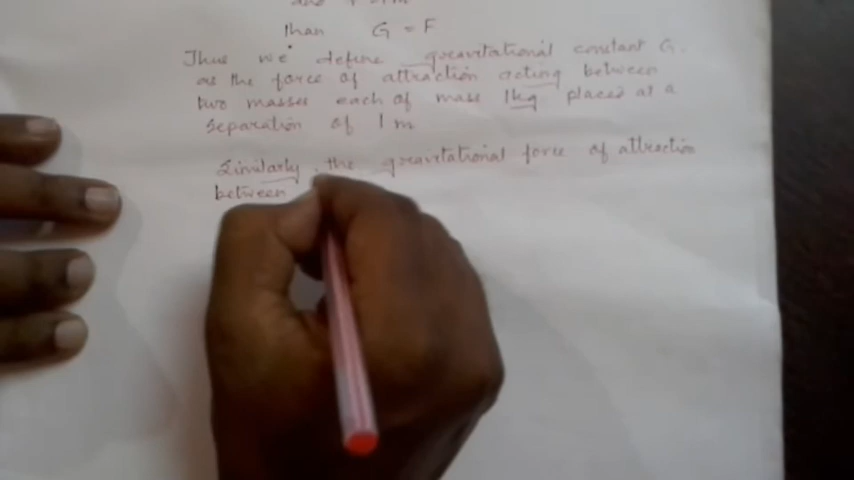 than G = F
Thus we define gravitational constant G.
as the force of attraction acting between
two masses each of mass 1kg placed at a
separation of 1 m
Similarly, the gravitational force of attraction
between